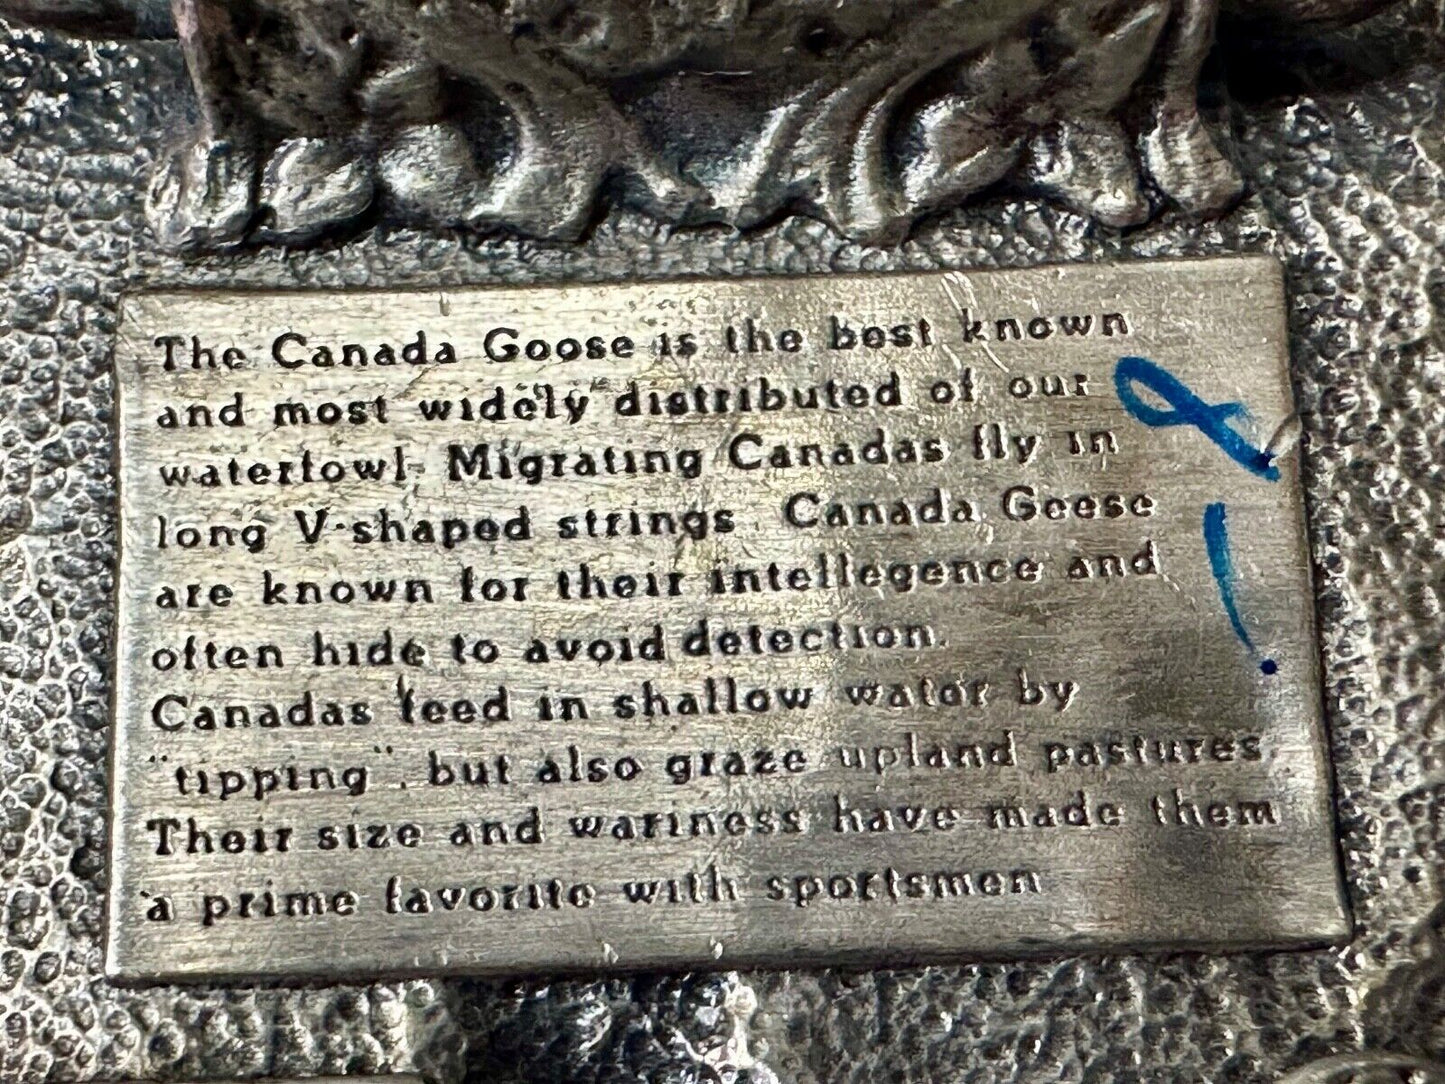 The Canada Goose is the best known
and most widely distributed of our
waterfowl. Migrating Canadas fly in
long V-shaped strings. Canada Geese
are known for their intellegence and
often hide to avoid detection.
Canadas feed in shallow water by
"tipping", but also graze upland pastures.
Their size and wariness have made them
a prime favorite with sportsmen